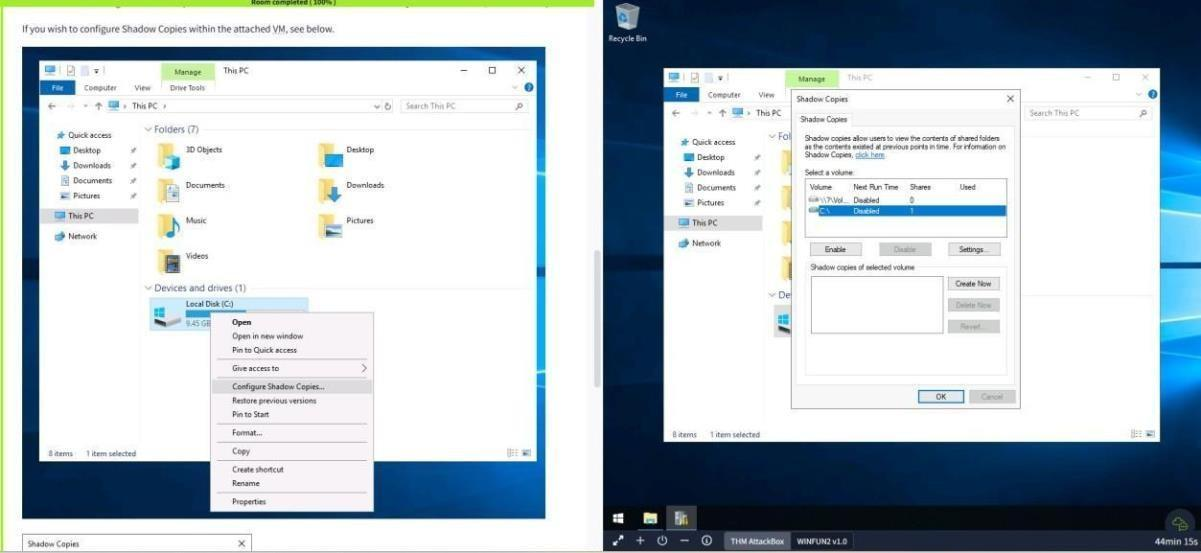 Room completed ( 100% )
If you wish to configure Shadow Copies within the attached VM, see below.
Manage
This PC
File
Computer
View
Drive Tools
This PC
Search This PC
Quick access
Desktop
Downloads
Documents
Pictures
This PC
Network
Folders (7)
3D Objects
Desktop
Documents
Downloads
Music
Pictures
Videos
Devices and drives (1)
Local Disk (C:)
9.45 GB
Open
Open in new window
Pin to Quick access
Give access to
Configure Shadow Copies...
Restore previous versions
Pin to Start
Format...
Copy
Create shortcut
Rename
Properties
8 items
1 item selected
Shadow Copies
Recycle Bin
Manage
This PC
File
Computer
View
This PC
Search This PC
Quick access
Desktop
Downloads
Documents
Pictures
This PC
Network
Fol
De
Shadow Copies
Shadow Copies
Shadow copies allow users to view the contents of shared folders
as the contents existed at previous points in time. For information on
Shadow Copies, click here.
Select a volume:
Volume Next Run Time Shares Used
\\?\Vol... Disabled 0
C:\ Disabled 1
Enable
Disable
Settings...
Shadow copies of selected volume
Create Now
Delete Now
Revert...
OK
Cancel
8 items
1 item selected
THM AttackBox
WINFUN2 v1.0
44min 15s